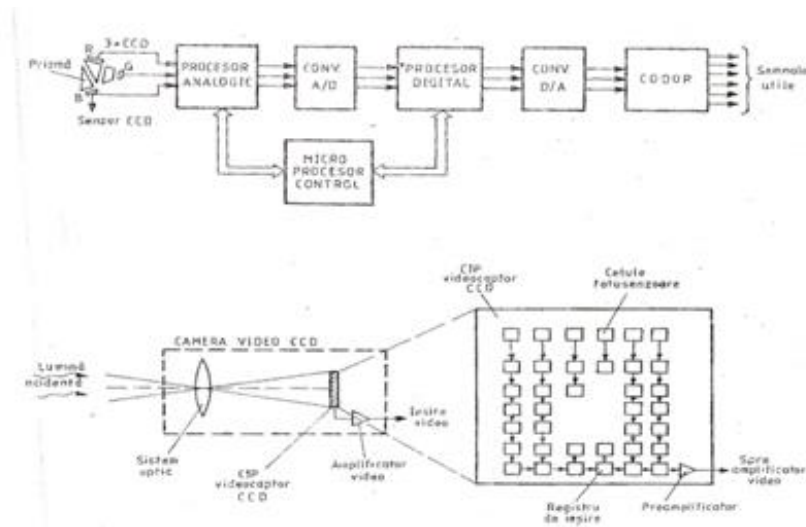 3×CCD
R
Prismă
G
B
Senzor CCD
PROCESOR
ANALOGIC
CONV.
A/D
PROCESOR
DIGITAL
CONV.
D/A
CODOR
Semnale
utile
MICRO
PROCESOR
CONTROL
CAMERA VIDEO CCD
Lumină
incidentă
Sistem
optic
CIP
videocaptor
CCD
Amplificator
video
Ieșire
video
CIP
videocaptor
CCD
Celule
fotosenzoare
Registru
de ieșire
Preamplificator
Spre
amplificator
video